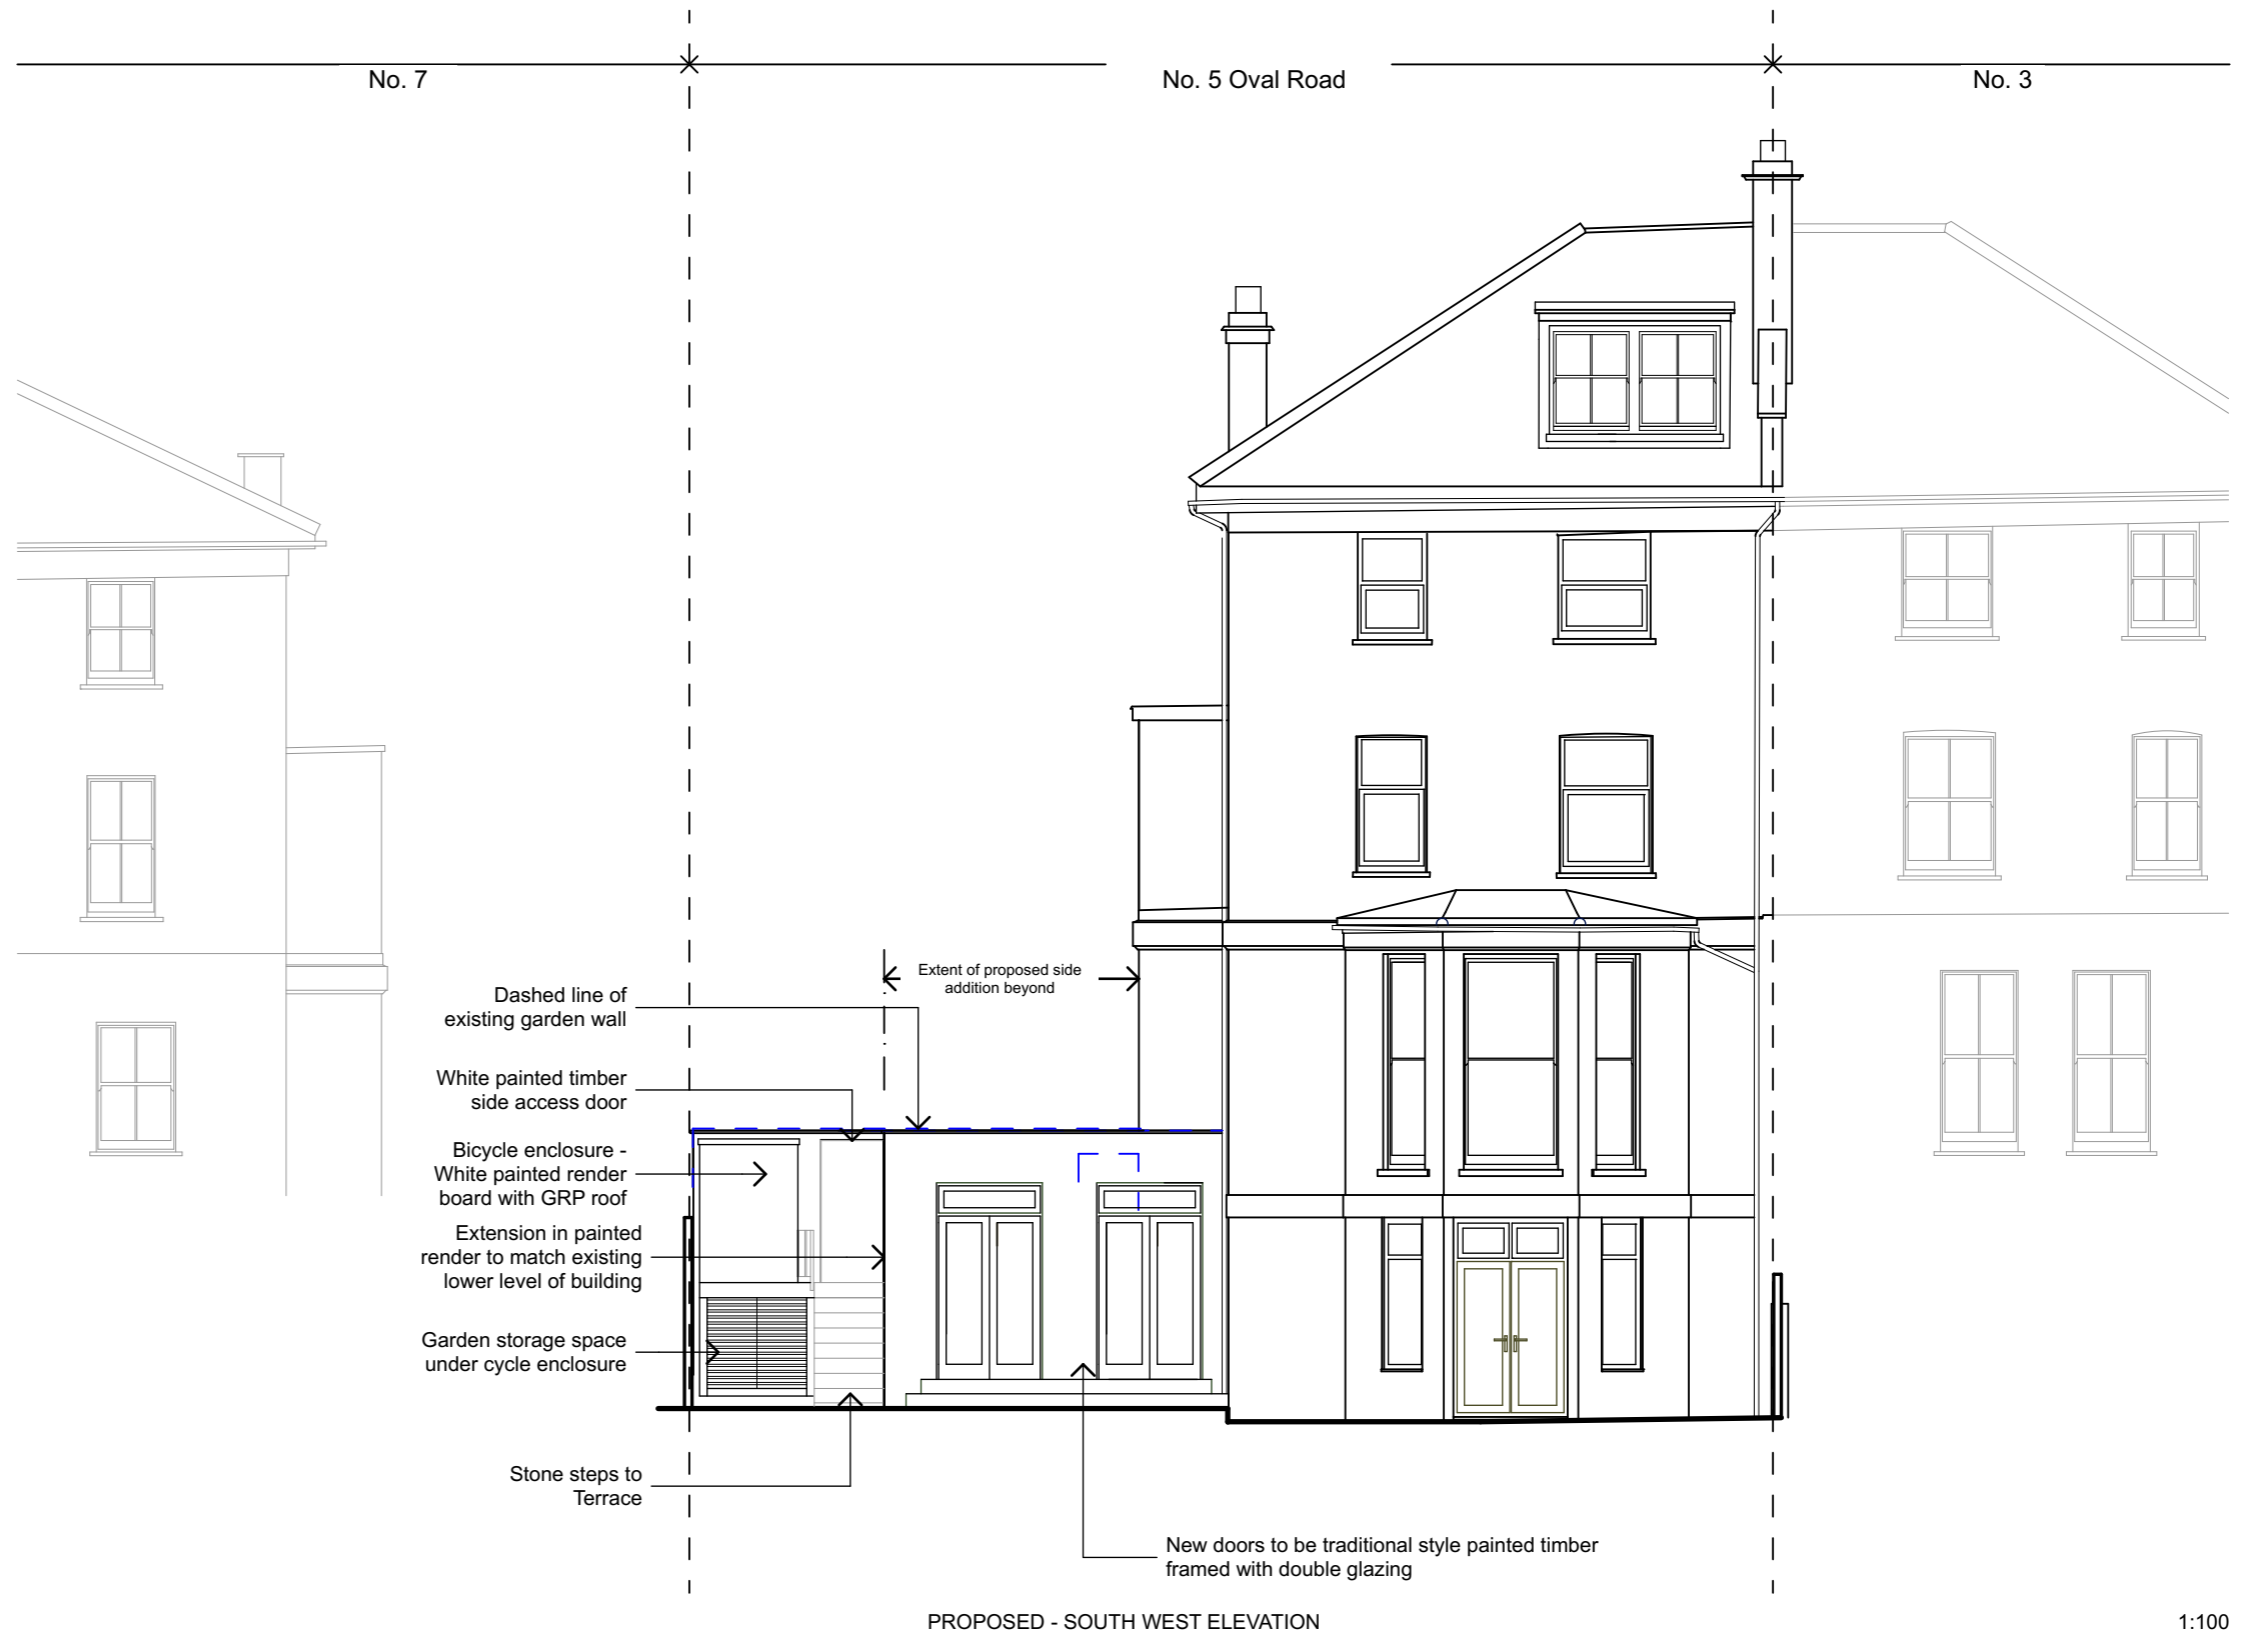 No. 7
No. 5 Oval Road
No. 3
Extent of proposed side
addition beyond
Dashed line of
existing garden wall
White painted timber
side access door
Bicycle enclosure -
White painted render
board with GRP roof
Extension in painted
render to match existing
lower level of building
Garden storage space
under cycle enclosure
Stone steps to
Terrace
New doors to be traditional style painted timber
framed with double glazing
PROPOSED - SOUTH WEST ELEVATION
1:100